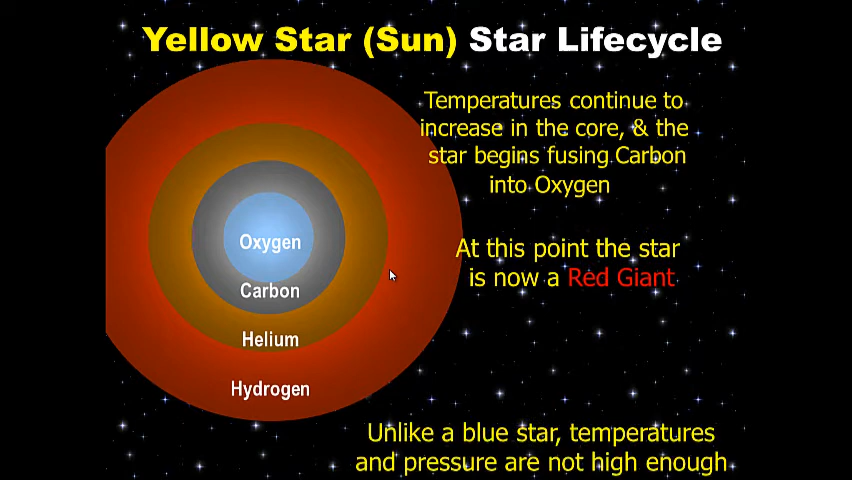 Yellow Star (Sun) Star Lifecycle
Temperatures continue to
increase in the core, & the
star begins fusing Carbon
into Oxygen
At this point the star
is now a Red Giant
Oxygen
Carbon
Helium
Hydrogen
Unlike a blue star, temperatures
and pressure are not high enough